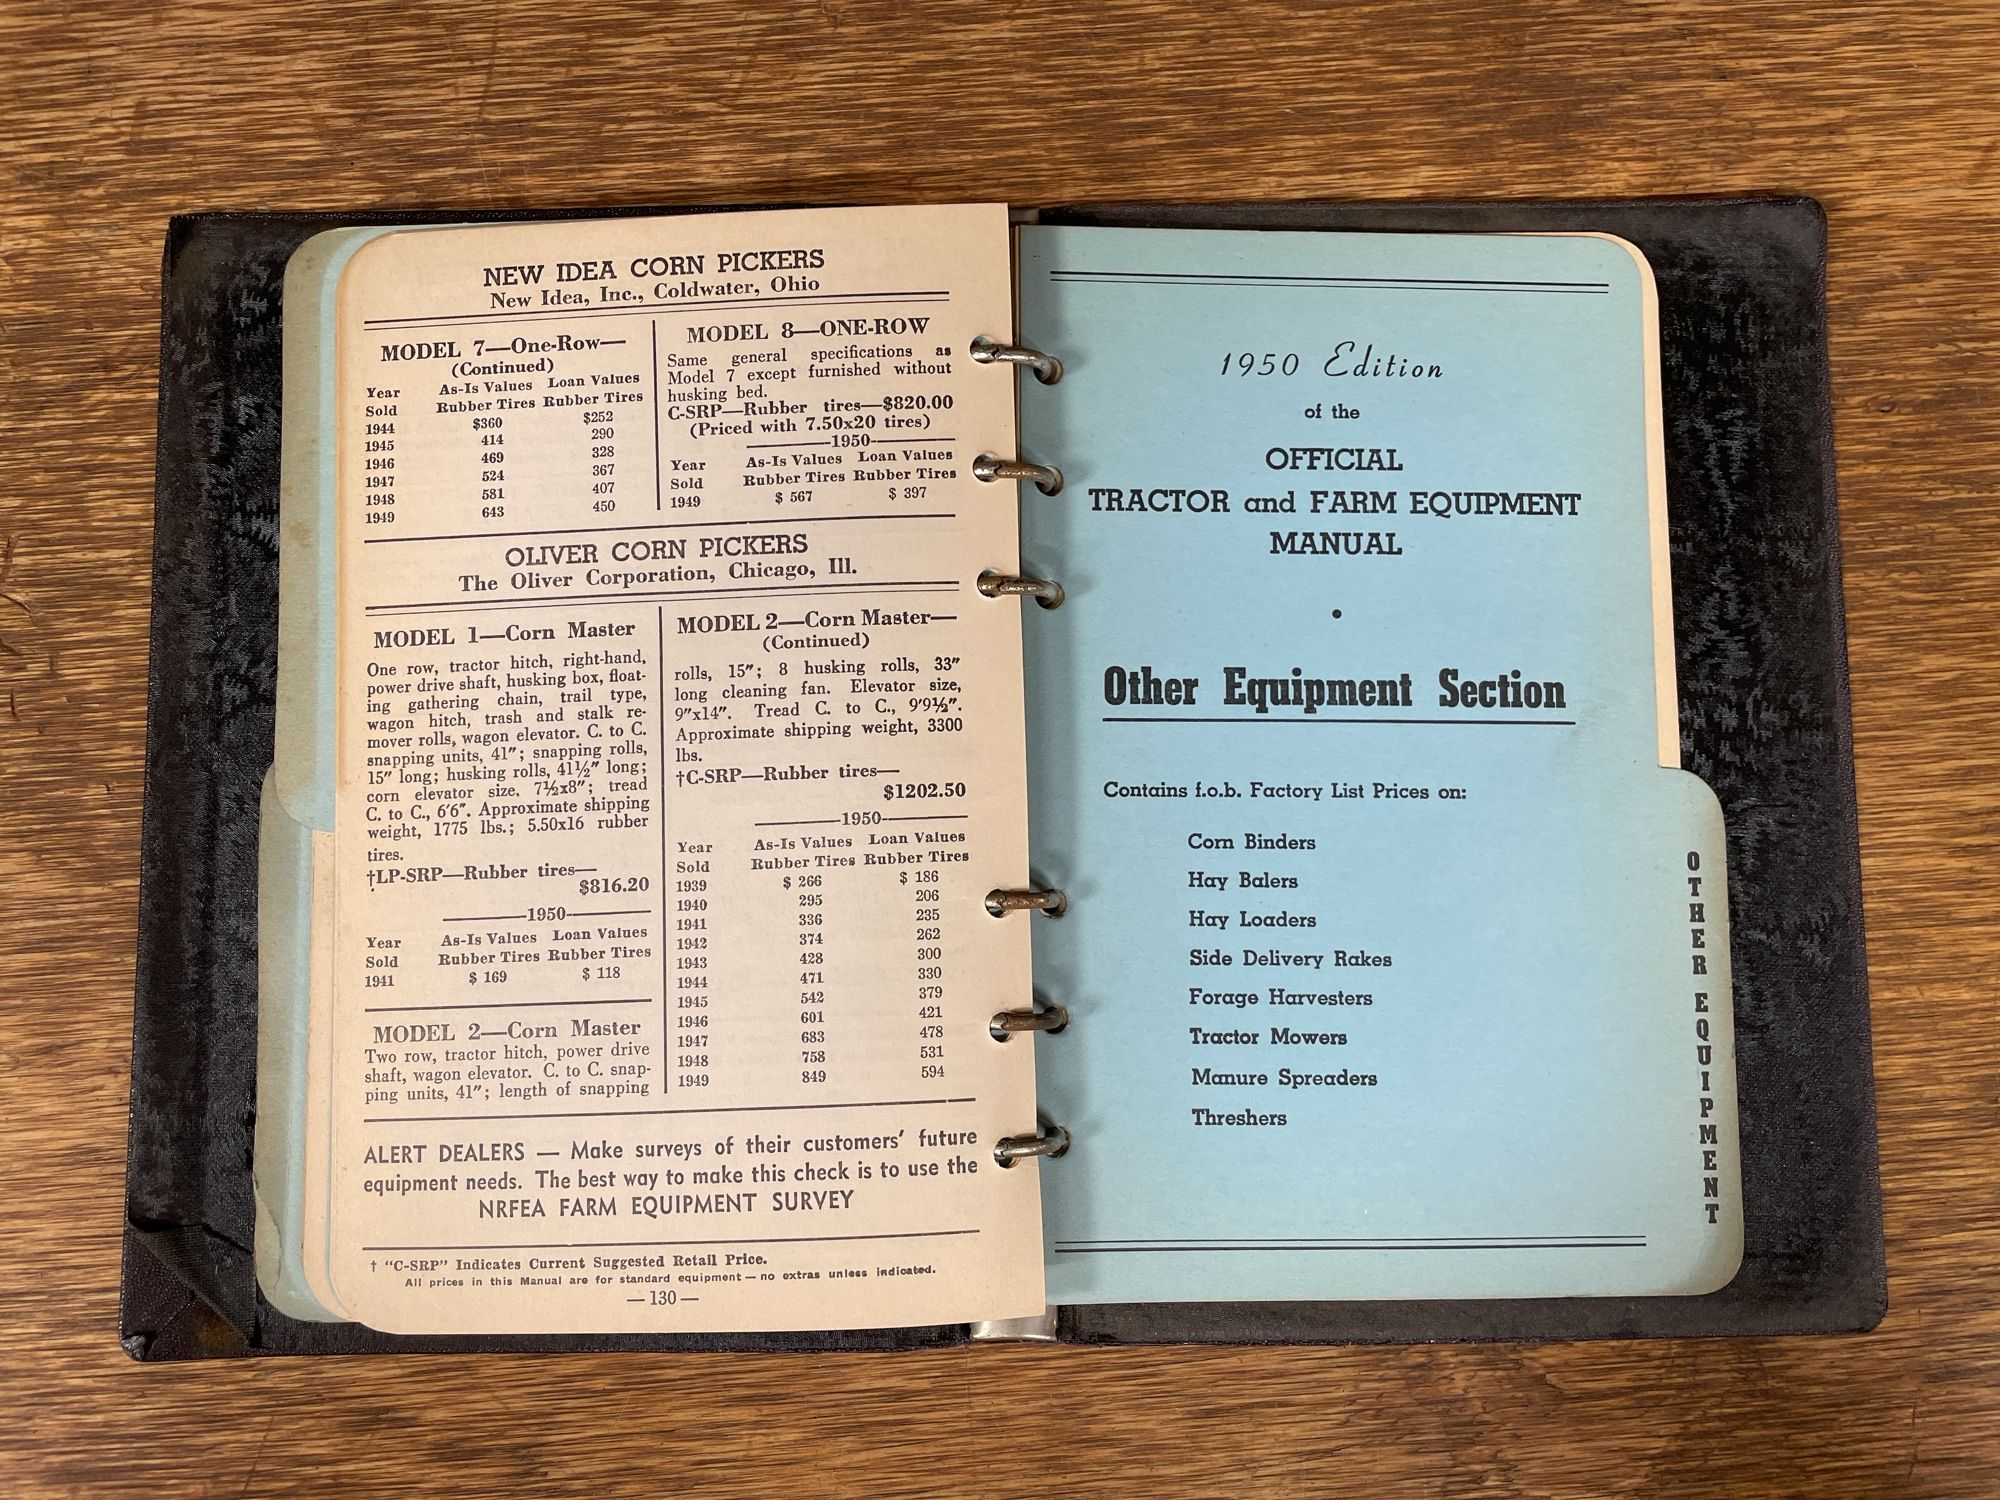 NEW IDEA CORN PICKERS
New Idea, Inc., Coldwater, Ohio
MODEL 7—One-Row—
(Continued)
Year As-Is Values Loan Values
Sold Rubber Tires Rubber Tires
1944 $360 $252
1945 414 290
1946 469 328
1947 524 367
1948 581 407
1949 643 450
MODEL 8—ONE-ROW
Same general specifications as
Model 7 except furnished without
husking bed.
C-SRP—Rubber tires—$820.00
(Priced with 7.50x20 tires)
1950
Year As-Is Values Loan Values
Sold Rubber Tires Rubber Tires
1949 $ 567 $ 397
OLIVER CORN PICKERS
The Oliver Corporation, Chicago, Ill.
MODEL 1—Corn Master
One row, tractor hitch, right-hand,
power drive shaft, husking box, float-
ing gathering chain, trail type,
wagon hitch, trash and stalk re-
mover rolls, wagon elevator. C. to C.
snapping units, 41"; snapping rolls,
15" long; husking rolls, 41½" long;
corn elevator size. 7½x8"; tread
C. to C., 6'6". Approximate shipping
weight, 1775 lbs.; 5.50x16 rubber
tires.
†LP-SRP—Rubber tires—
$816.20
1950
Year As-Is Values Loan Values
Sold Rubber Tires Rubber Tires
1941 $ 169 $ 118
MODEL 2—Corn Master
Two row, tractor hitch, power drive
shaft, wagon elevator. C. to C. snap-
ping units, 41"; length of snapping
MODEL 2—Corn Master—
(Continued)
rolls, 15"; 8 husking rolls, 33"
long cleaning fan. Elevator size,
9"x14". Tread C. to C., 9'9½".
Approximate shipping weight, 3300
lbs.
†C-SRP—Rubber tires—
$1202.50
1950
Year As-Is Values Loan Values
Sold Rubber Tires Rubber Tires
1939 $ 266 $ 186
1940 295 206
1941 336 235
1942 374 262
1943 428 300
1944 471 330
1945 542 379
1946 601 421
1947 683 478
1948 758 531
1949 849 594
ALERT DEALERS — Make surveys of their customers' future
equipment needs. The best way to make this check is to use the
NRFEA FARM EQUIPMENT SURVEY
† "C-SRP" Indicates Current Suggested Retail Price.
All prices in this Manual are for standard equipment — no extras unless indicated.
— 130 —
1950 Edition
of the
OFFICIAL
TRACTOR and FARM EQUIPMENT
MANUAL
•
Other Equipment Section
Contains f.o.b. Factory List Prices on:
Corn Binders
Hay Balers
Hay Loaders
Side Delivery Rakes
Forage Harvesters
Tractor Mowers
Manure Spreaders
Threshers
OTHER EQUIPMENT